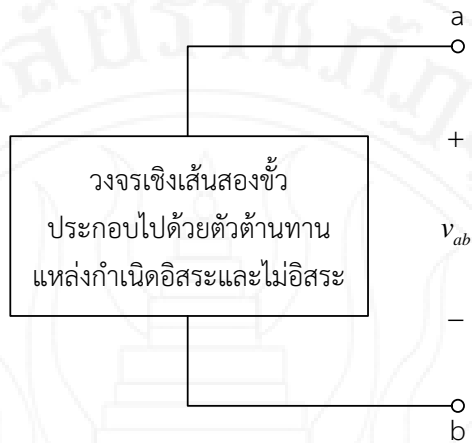 a
+
วงจรเชิงเส้นสองขั้ว
ประกอบไปด้วยตัวต้านทาน
v_{ab}
แหล่งกำเนิดอิสระและไม่อิสระ
−
b